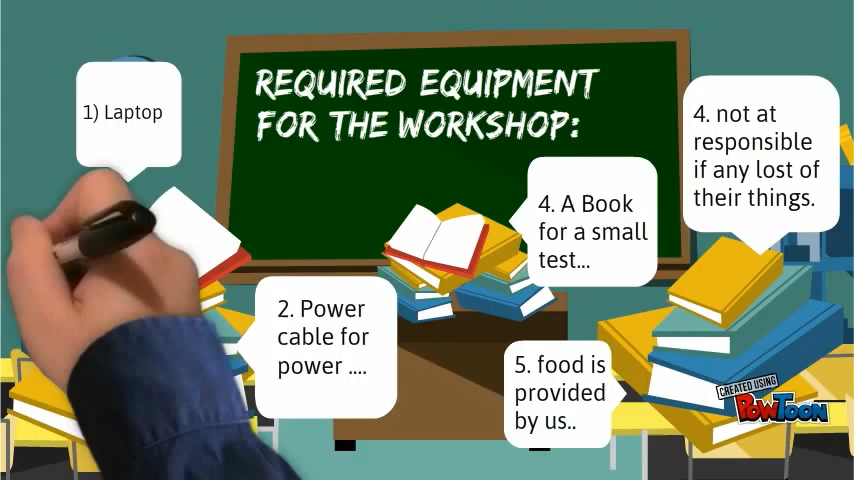 REQUIRED EQUIPMENT
FOR THE WORKSHOP:
1) Laptop
2. Power
cable for
power ....
4. A Book
for a small
test...
4. not at
responsible
if any lost of
their things.
5. food is
provided
by us..
CREATED USING
POWTOON